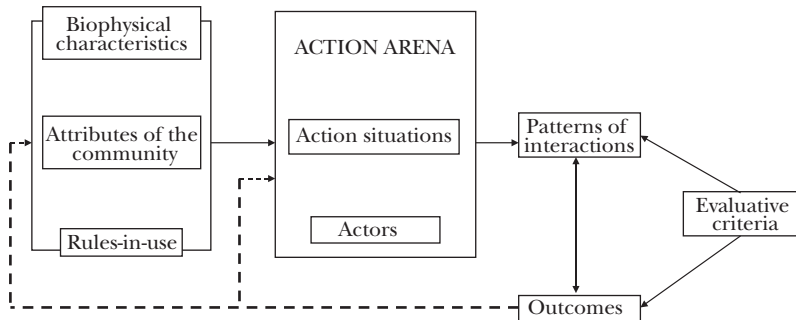 Biophysical
characteristics
Attributes of the
community
Rules-in-use
ACTION ARENA
Action situations
Actors
Patterns of
interactions
Outcomes
Evaluative
criteria